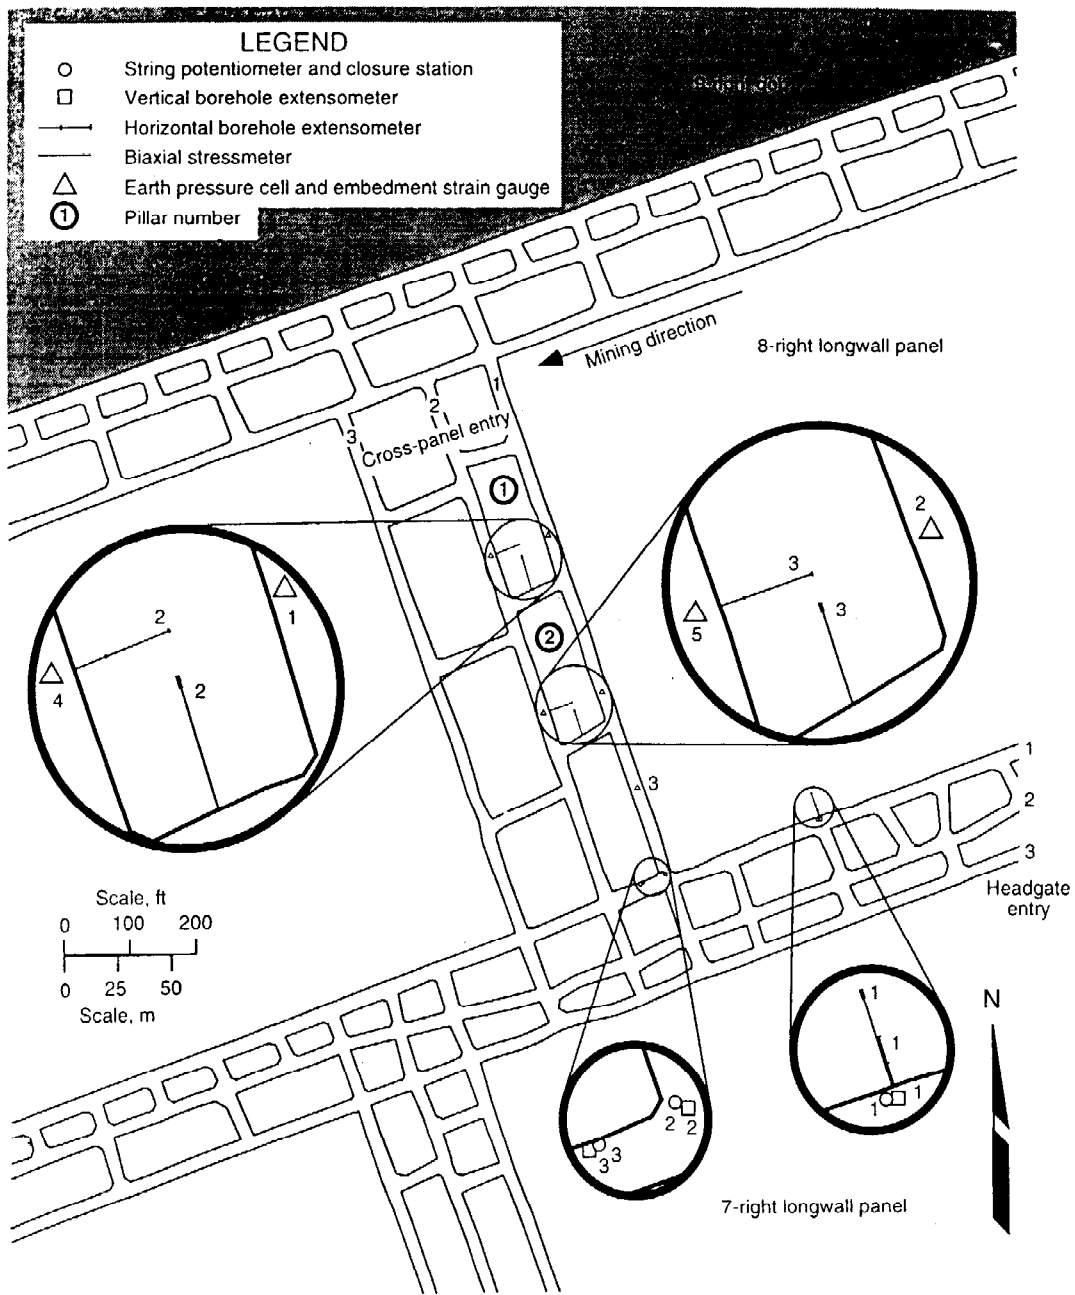 LEGEND
String potentiometer and closure station
Vertical borehole extensometer
Horizontal borehole extensometer
Biaxial stressmeter
Earth pressure cell and embedment strain gauge
1 Pillar number
Mining direction
8-right longwall panel
1
2
3
Cross-panel entry
1
2
3
2
1
4
2
2
3
5
3
1
2
3
Headgate
entry
Scale, ft
0 100 200
0 25 50
Scale, m
N
1
1
1 1
2 2
3 3
7-right longwall panel